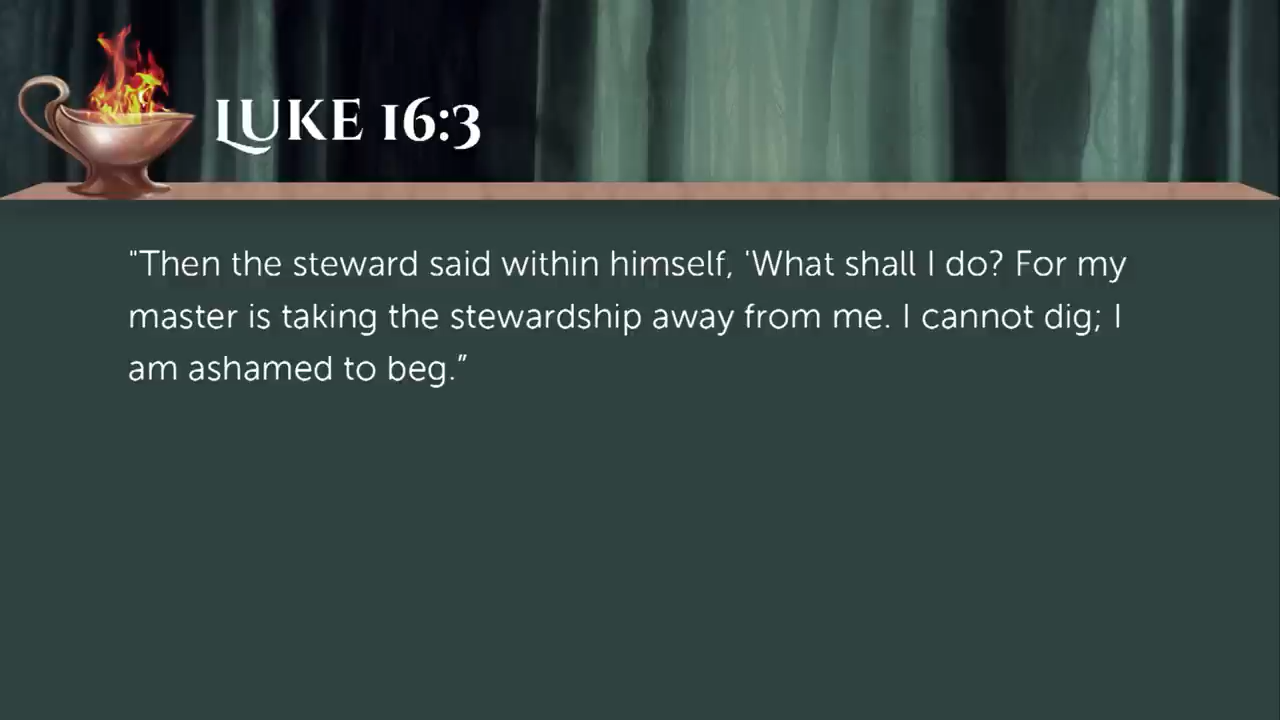 LUKE 16:3
"Then the steward said within himself, 'What shall I do? For my
master is taking the stewardship away from me. I cannot dig; I
am ashamed to beg.”